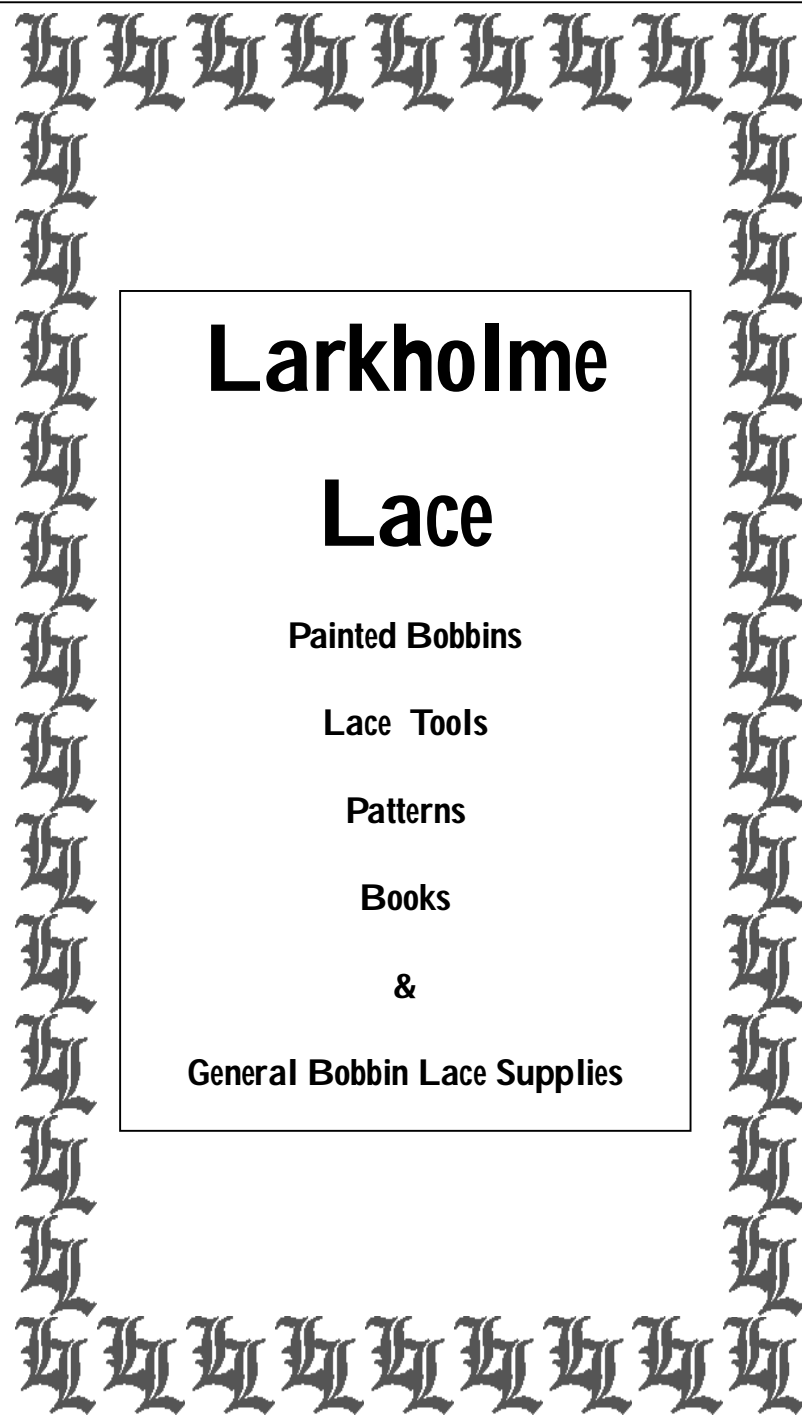 Larkholme
Lace
Painted Bobbins
Lace Tools
Patterns
Books
&
General Bobbin Lace Supplies